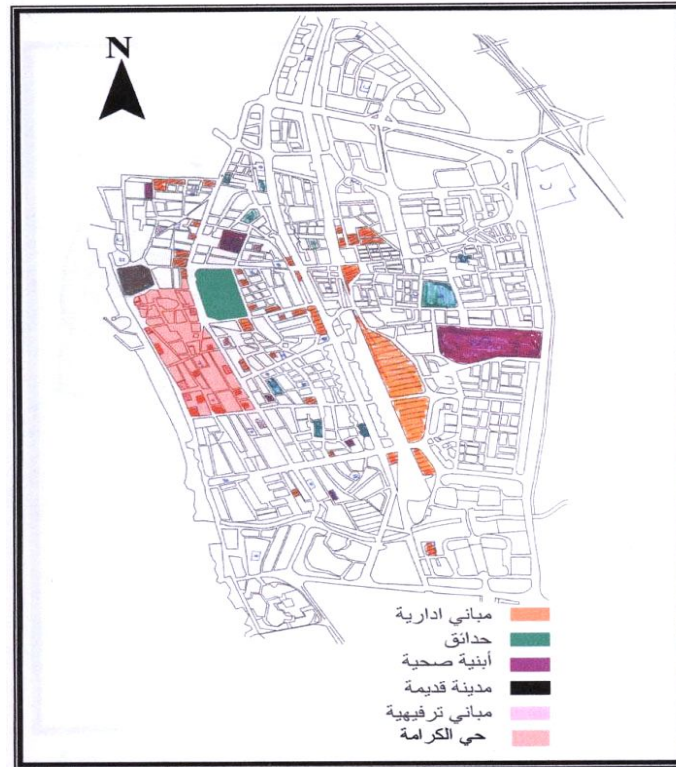 N
مباني ادارية
حدائق
أبنية صحية
مدينة قديمة
مباني ترفيهية
حي الكرامة